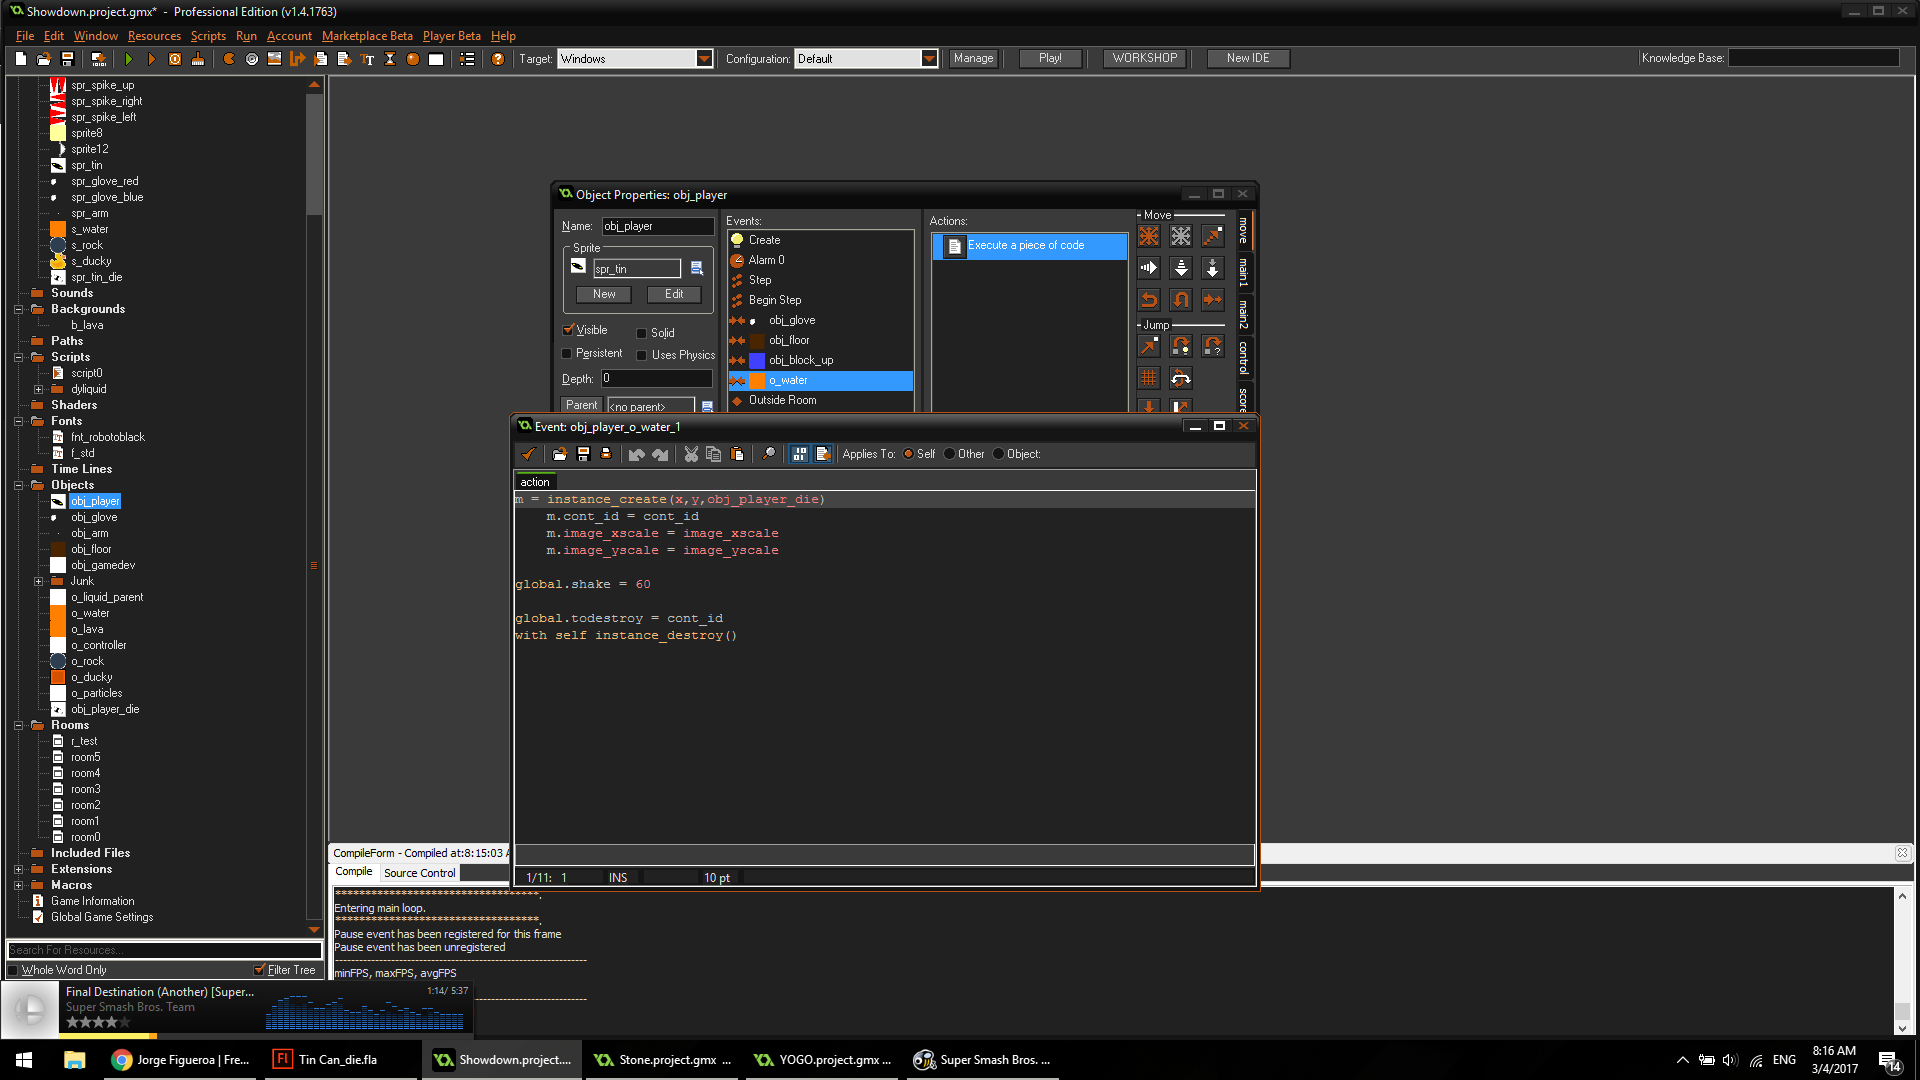 Showdown.project.gmx* - Professional Edition (v1.4.1763)
File Edit Window Resources Scripts Run Account Marketplace Beta Player Beta Help
Target: Windows Configuration: Default Manage Play! WORKSHOP New IDE Knowledge Base:
spr_spike_up
spr_spike_right
spr_spike_left
sprite8
sprite12
spr_tin
spr_glove_red
spr_glove_blue
spr_arm
s_water
s_rock
s_ducky
spr_tin_die
Sounds
Backgrounds
b_lava
Paths
Scripts
script0
dyliquid
Shaders
Fonts
fnt_robotoblack
f_std
Time Lines
Objects
obj_player
obj_glove
obj_arm
obj_floor
obj_gamedev
Junk
o_liquid_parent
o_water
o_lava
o_controller
o_rock
o_ducky
o_particles
obj_player_die
Rooms
r_test
room5
room4
room3
room2
room1
room0
Included Files
Extensions
Macros
Game Information
Global Game Settings
Search For Resources...
Whole Word Only Filter Tree
Object Properties: obj_player
Name: obj_player
Sprite
spr_tin
New Edit
Visible Solid
Persistent Uses Physics
Depth: 0
Parent <no parent>
Events:
Create
Alarm 0
Step
Begin Step
obj_glove
obj_floor
obj_block_up
o_water
Outside Room
Actions:
Execute a piece of code
Move
Jump
move
main1
main2
control
score
Event: obj_player_o_water_1
Applies To: Self Other Object:
action
m = instance_create(x,y,obj_player_die)
m.cont_id = cont_id
m.image_xscale = image_xscale
m.image_yscale = image_yscale
global.shake = 60
global.todestroy = cont_id
with self instance_destroy()
1/11: 1 INS 10 pt
CompileForm - Compiled at:8:15:03 A
Compile Source Control
***********************************.
Entering main loop.
***********************************.
Pause event has been registered for this frame
Pause event has been unregistered
minFPS, maxFPS, avgFPS
Final Destination (Another) [Super... 1:14/ 5:37
Super Smash Bros. Team
Jorge Figueroa | Fre... Tin Can_die.fla Showdown.project.... Stone.project.gmx ... YOGO.project.gmx ... Super Smash Bros. ...
ENG 8:16 AM
3/4/2017
14